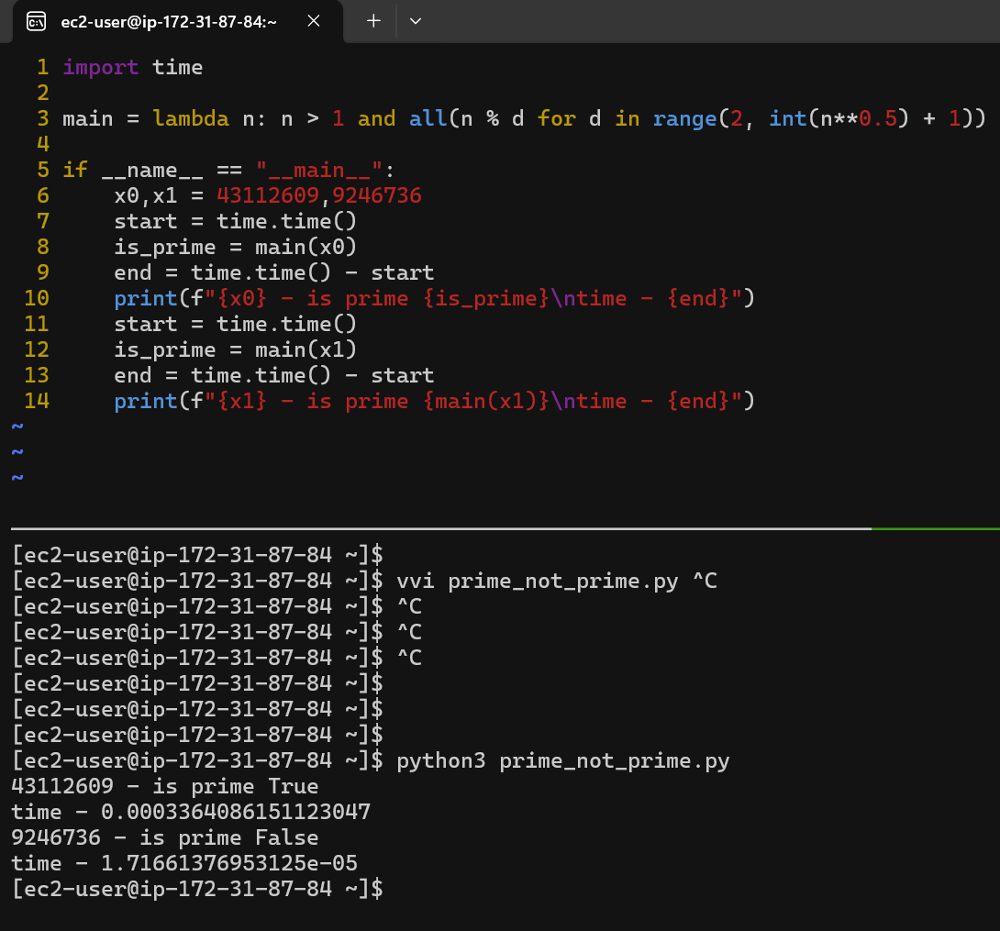 ec2-user@ip-172-31-87-84:~
1 import time
2
3 main = lambda n: n > 1 and all(n % d for d in range(2, int(n**0.5) + 1))
4
5 if __name__ == "__main__":
6     x0,x1 = 43112609,9246736
7     start = time.time()
8     is_prime = main(x0)
9     end = time.time() - start
10     print(f"{x0} - is prime {is_prime}\ntime - {end}")
11     start = time.time()
12     is_prime = main(x1)
13     end = time.time() - start
14     print(f"{x1} - is prime {main(x1)}\ntime - {end}")
~
~
~
[ec2-user@ip-172-31-87-84 ~]$
[ec2-user@ip-172-31-87-84 ~]$ vvi prime_not_prime.py ^C
[ec2-user@ip-172-31-87-84 ~]$ ^C
[ec2-user@ip-172-31-87-84 ~]$ ^C
[ec2-user@ip-172-31-87-84 ~]$ ^C
[ec2-user@ip-172-31-87-84 ~]$
[ec2-user@ip-172-31-87-84 ~]$
[ec2-user@ip-172-31-87-84 ~]$
[ec2-user@ip-172-31-87-84 ~]$ python3 prime_not_prime.py
43112609 - is prime True
time - 0.0003364086151123047
9246736 - is prime False
time - 1.71661376953125e-05
[ec2-user@ip-172-31-87-84 ~]$